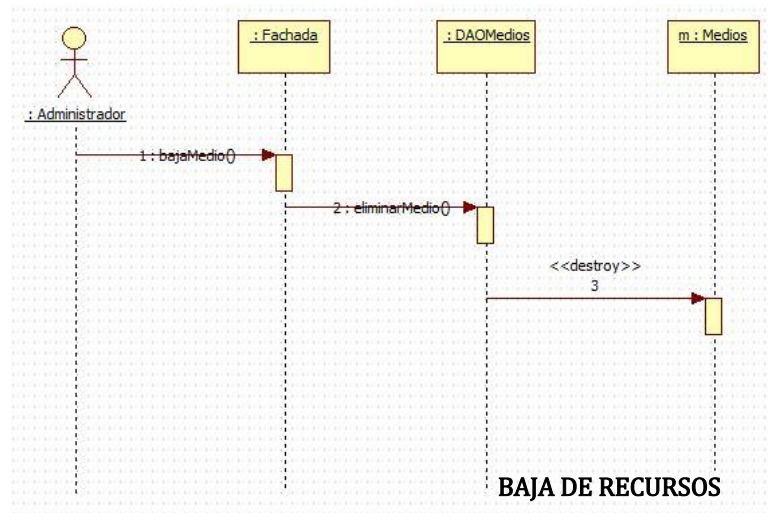 : Fachada
: DAOMedios
m : Medios
: Administrador
1 : bajaMedio()
2 : eliminarMedio()
<<destroy>>
3
BAJA DE RECURSOS